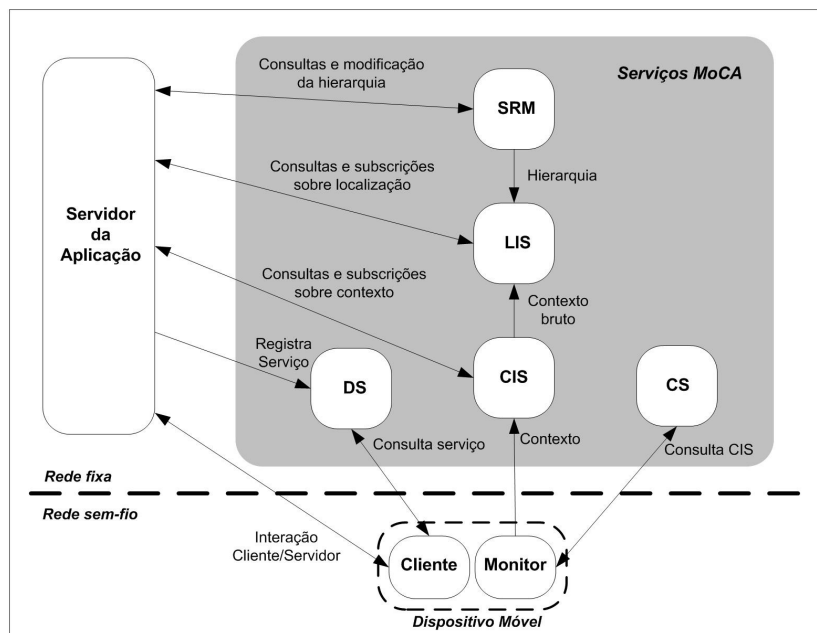 Consultas e modificação
da hierarquia
Serviços MoCA
SRM
Hierarquia
Consultas e subscrições
sobre localização
Servidor
da
Aplicação
LIS
Consultas e subscrições
sobre contexto
Contexto
bruto
Registra
Serviço
DS
CIS
CS
Consulta serviço
Contexto
Consulta CIS
Rede fixa
Rede sem-fio
Interação
Cliente/Servidor
Cliente
Monitor
Dispositivo Móvel